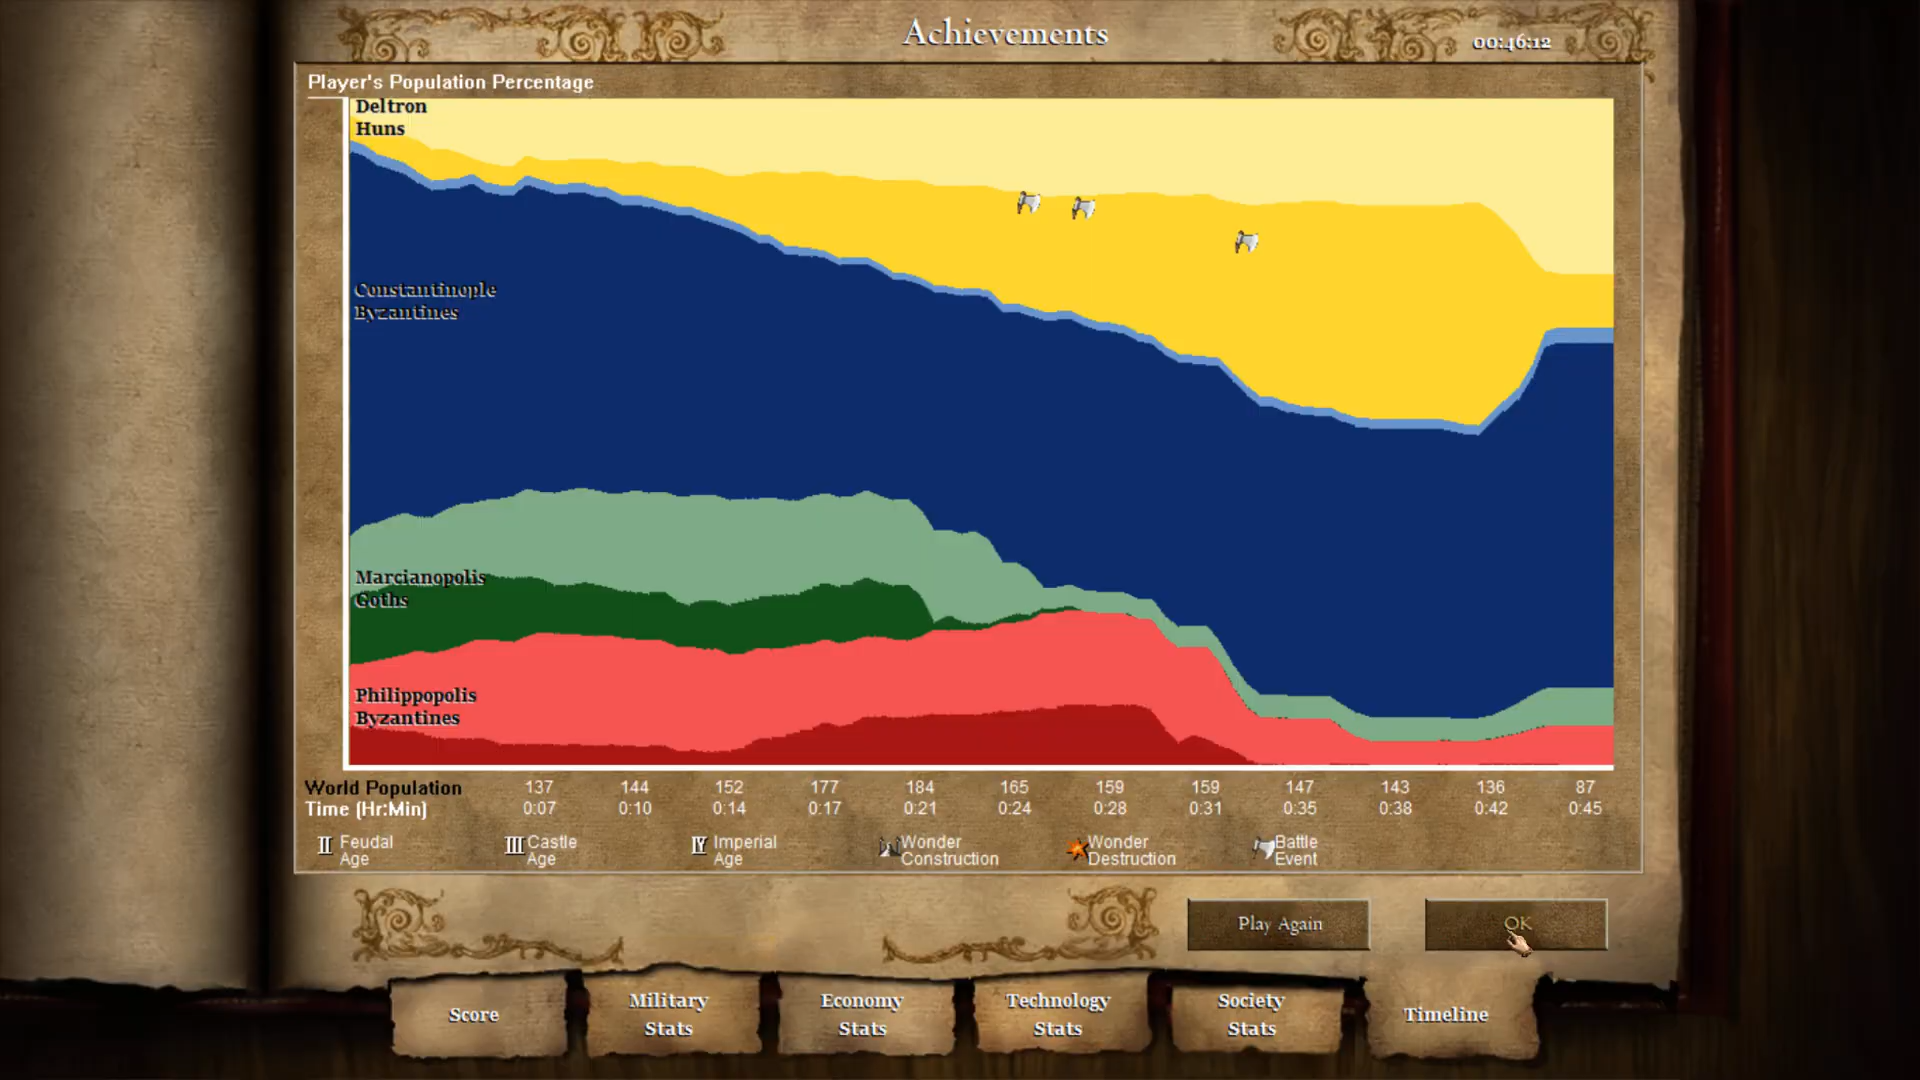 Achievements
00:46:12
Player's Population Percentage
Deltron
Huns
Constantinople
Byzantines
Marcianopolis
Goths
Philippopolis
Byzantines
World Population 137 144 152 177 184 165 159 159 147 143 136 87
Time (Hr:Min) 0:07 0:10 0:14 0:17 0:21 0:24 0:28 0:31 0:35 0:38 0:42 0:45
II Feudal Age
III Castle Age
IV Imperial Age
Wonder Construction
Wonder Destruction
Battle Event
Play Again
OK
Score
Military Stats
Economy Stats
Technology Stats
Society Stats
Timeline